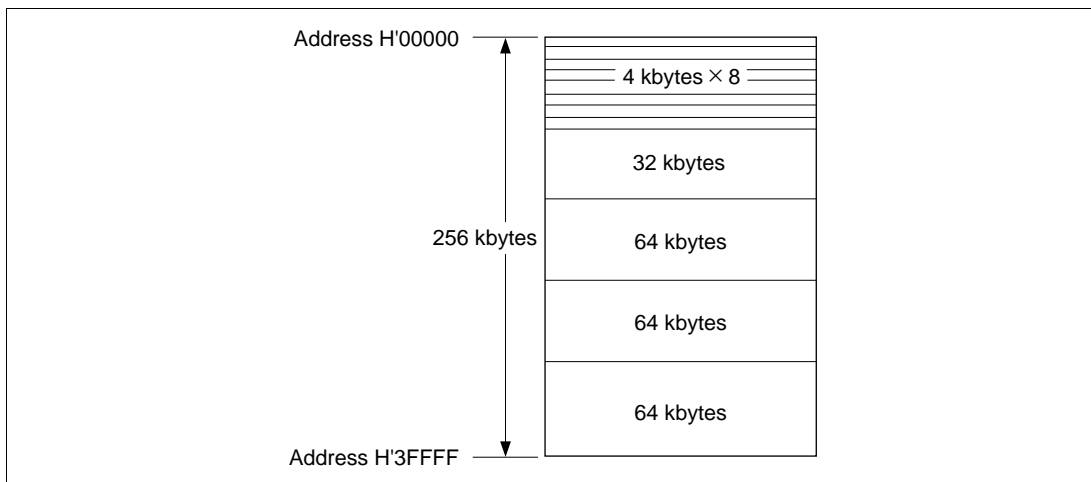 Address H'00000
4 kbytes × 8
32 kbytes
256 kbytes
64 kbytes
64 kbytes
64 kbytes
Address H'3FFFF